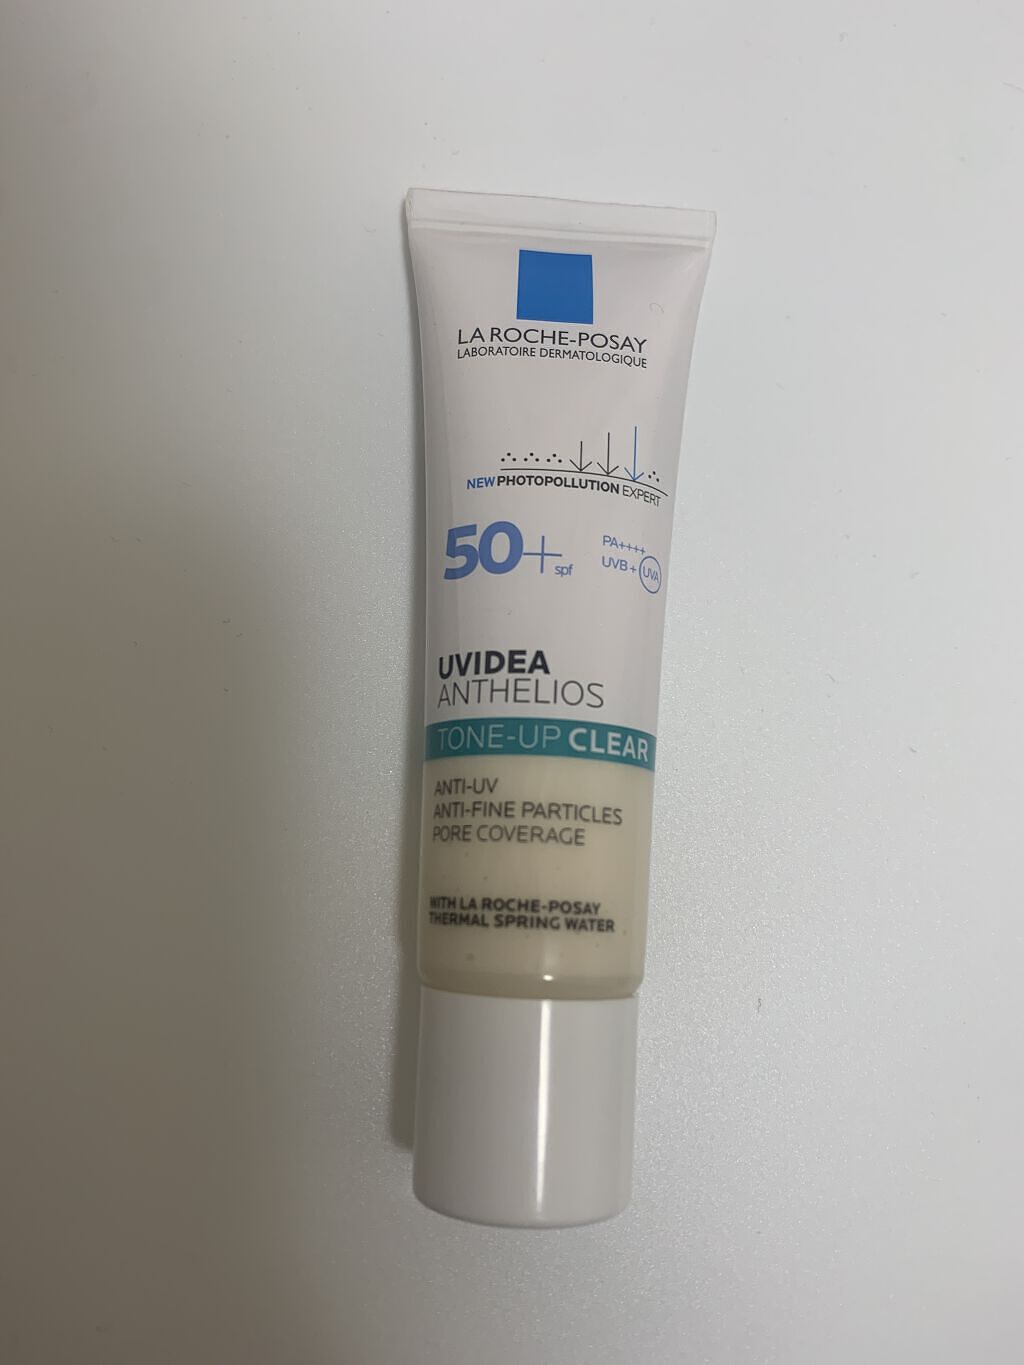 LA ROCHE-POSAY
LABORATOIRE DERMATOLOGIQUE
NEW PHOTOPOLLUTION EXPERT
50+ spf
PA++++
UVB + UVA
UVIDEA
ANTHELIOS
TONE-UP CLEAR
ANTI-UV
ANTI-FINE PARTICLES
PORE COVERAGE
WITH LA ROCHE-POSAY
THERMAL SPRING WATER